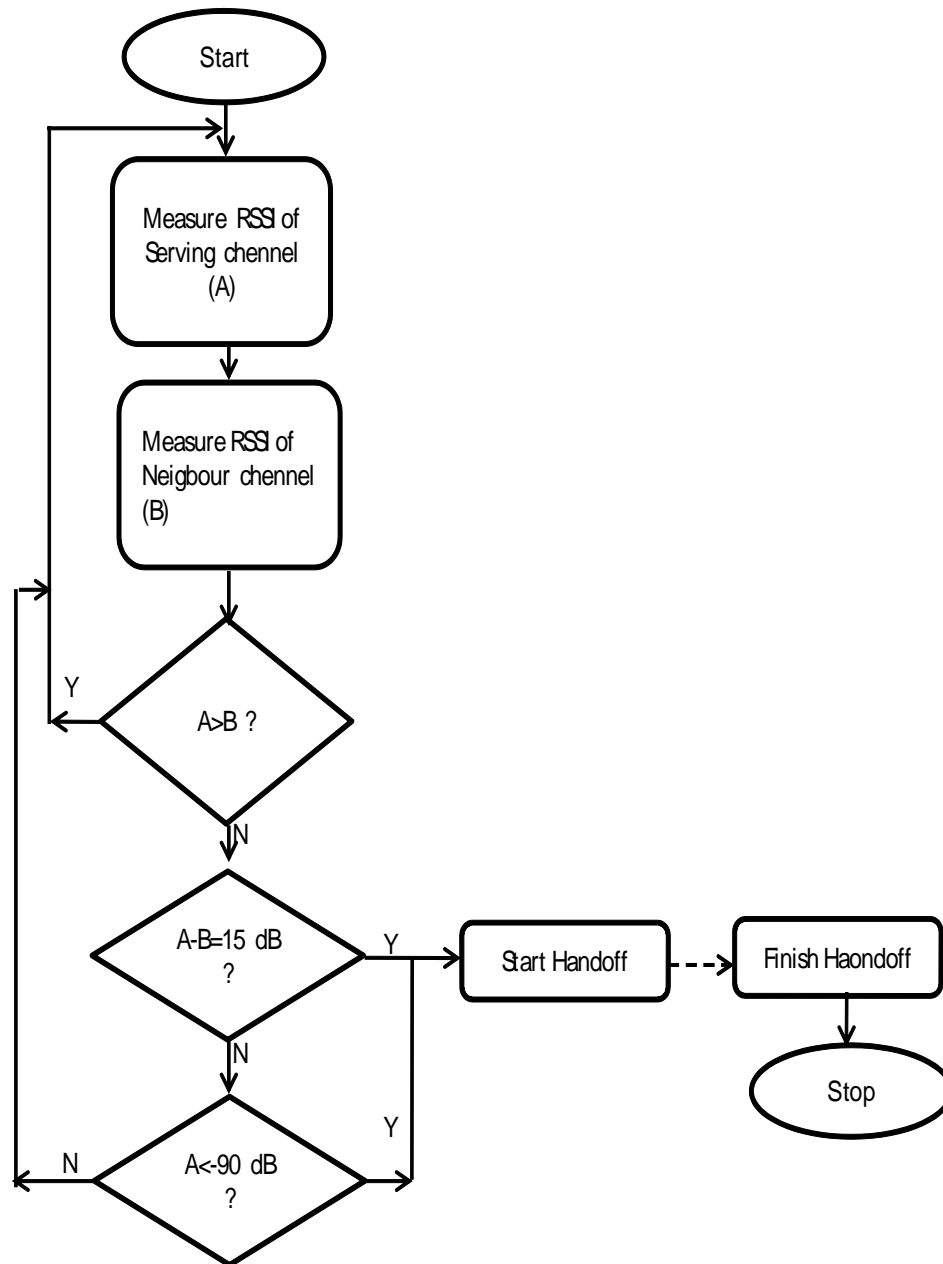 Start
Measure RSSI of
Serving chennel
(A)
Measure RSSI of
Neigbour chennel
(B)
Y
A>B ?
N
A-B=15 dB
?
Y
Start Handoff
Finish Haondoff
N
Stop
Y
N
A<-90 dB
?